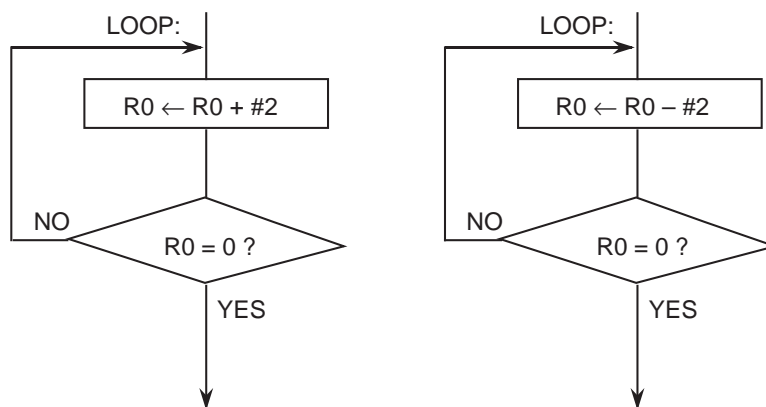 LOOP:
R0 ← R0 + #2
NO
R0 = 0 ?
YES
LOOP:
R0 ← R0 – #2
NO
R0 = 0 ?
YES